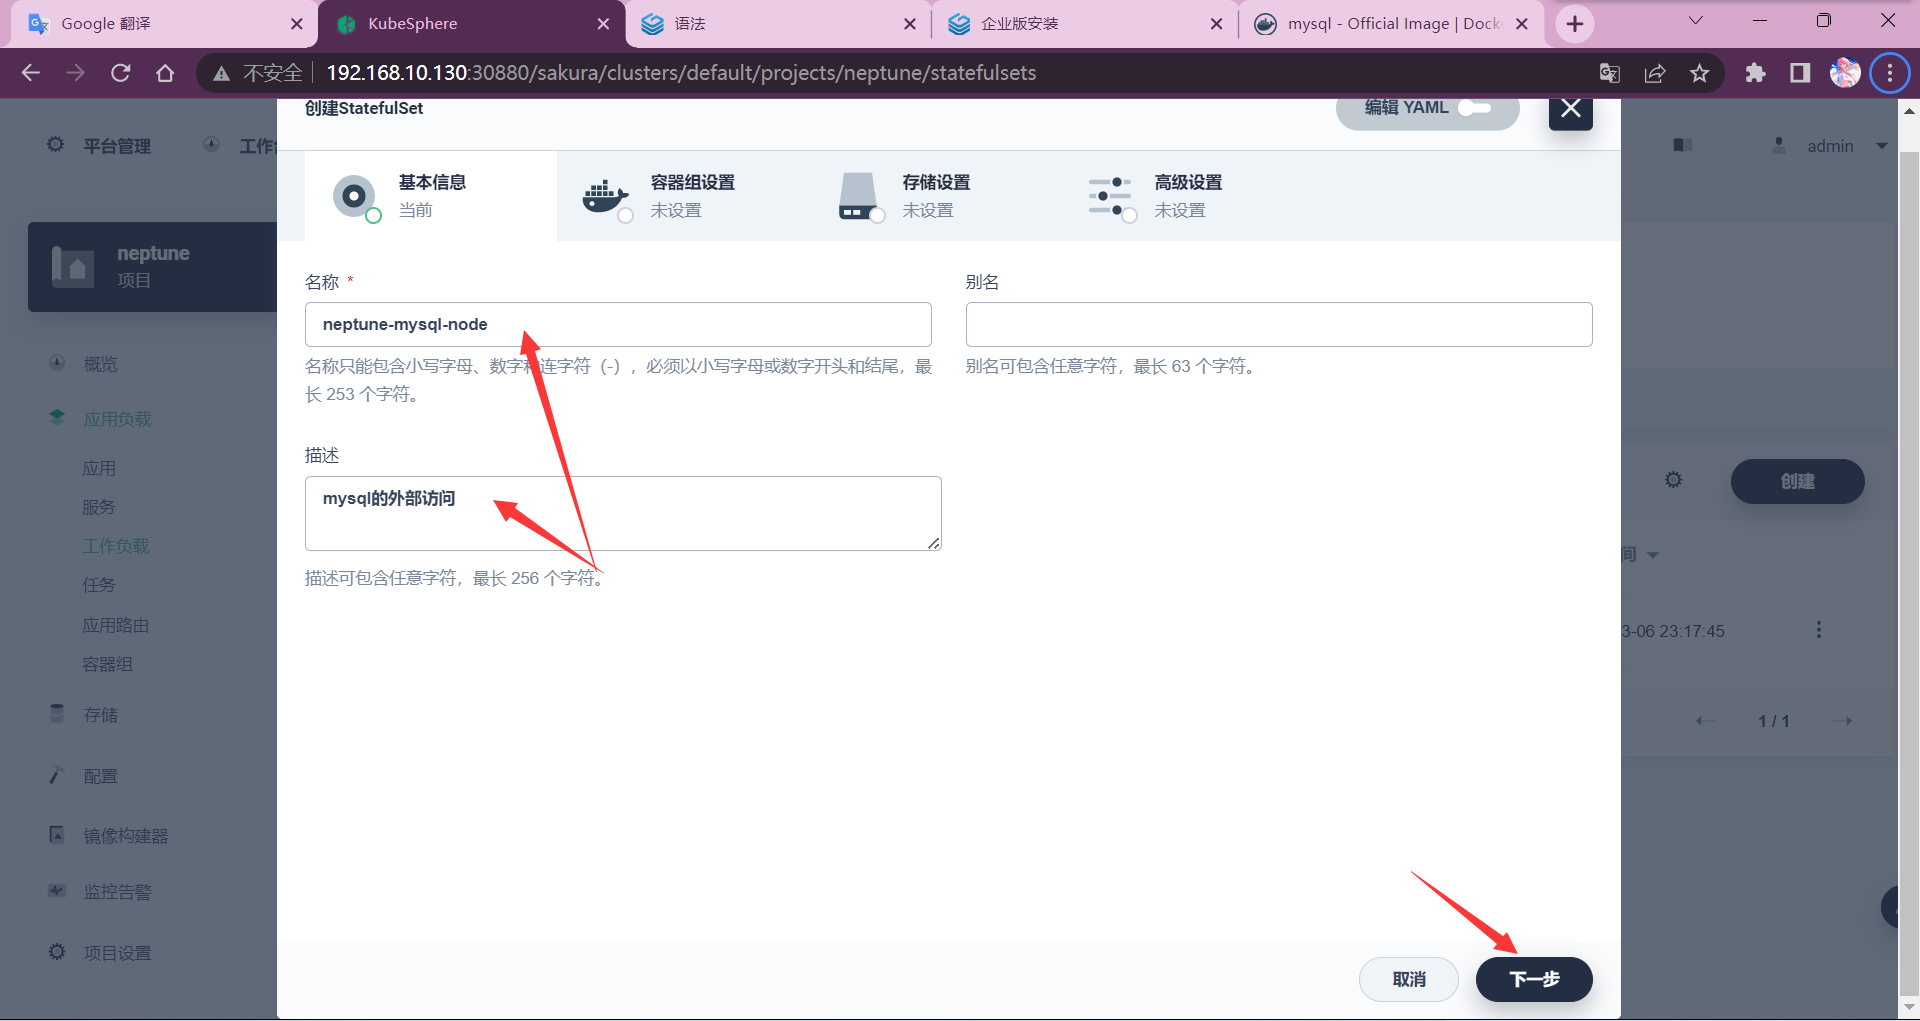 Google 翻译
KubeSphere
语法
企业版安装
mysql - Official Image | Dock
不安全
192.168.10.130:30880/sakura/clusters/default/projects/neptune/statefulsets
创建StatefulSet
编辑 YAML
平台管理
工作
admin
基本信息
当前
容器组设置
未设置
存储设置
未设置
高级设置
未设置
neptune
项目
名称 *
别名
neptune-mysql-node
名称只能包含小写字母、数字和连字符（-），必须以小写字母或数字开头和结尾，最
长 253 个字符。
别名可包含任意字符，最长 63 个字符。
概览
应用负载
描述
应用
mysql的外部访问
创建
服务
工作负载
间
描述可包含任意字符，最长 256 个字符。
任务
应用路由
3-06 23:17:45
容器组
存储
1 / 1
配置
镜像构建器
监控告警
项目设置
取消
下一步